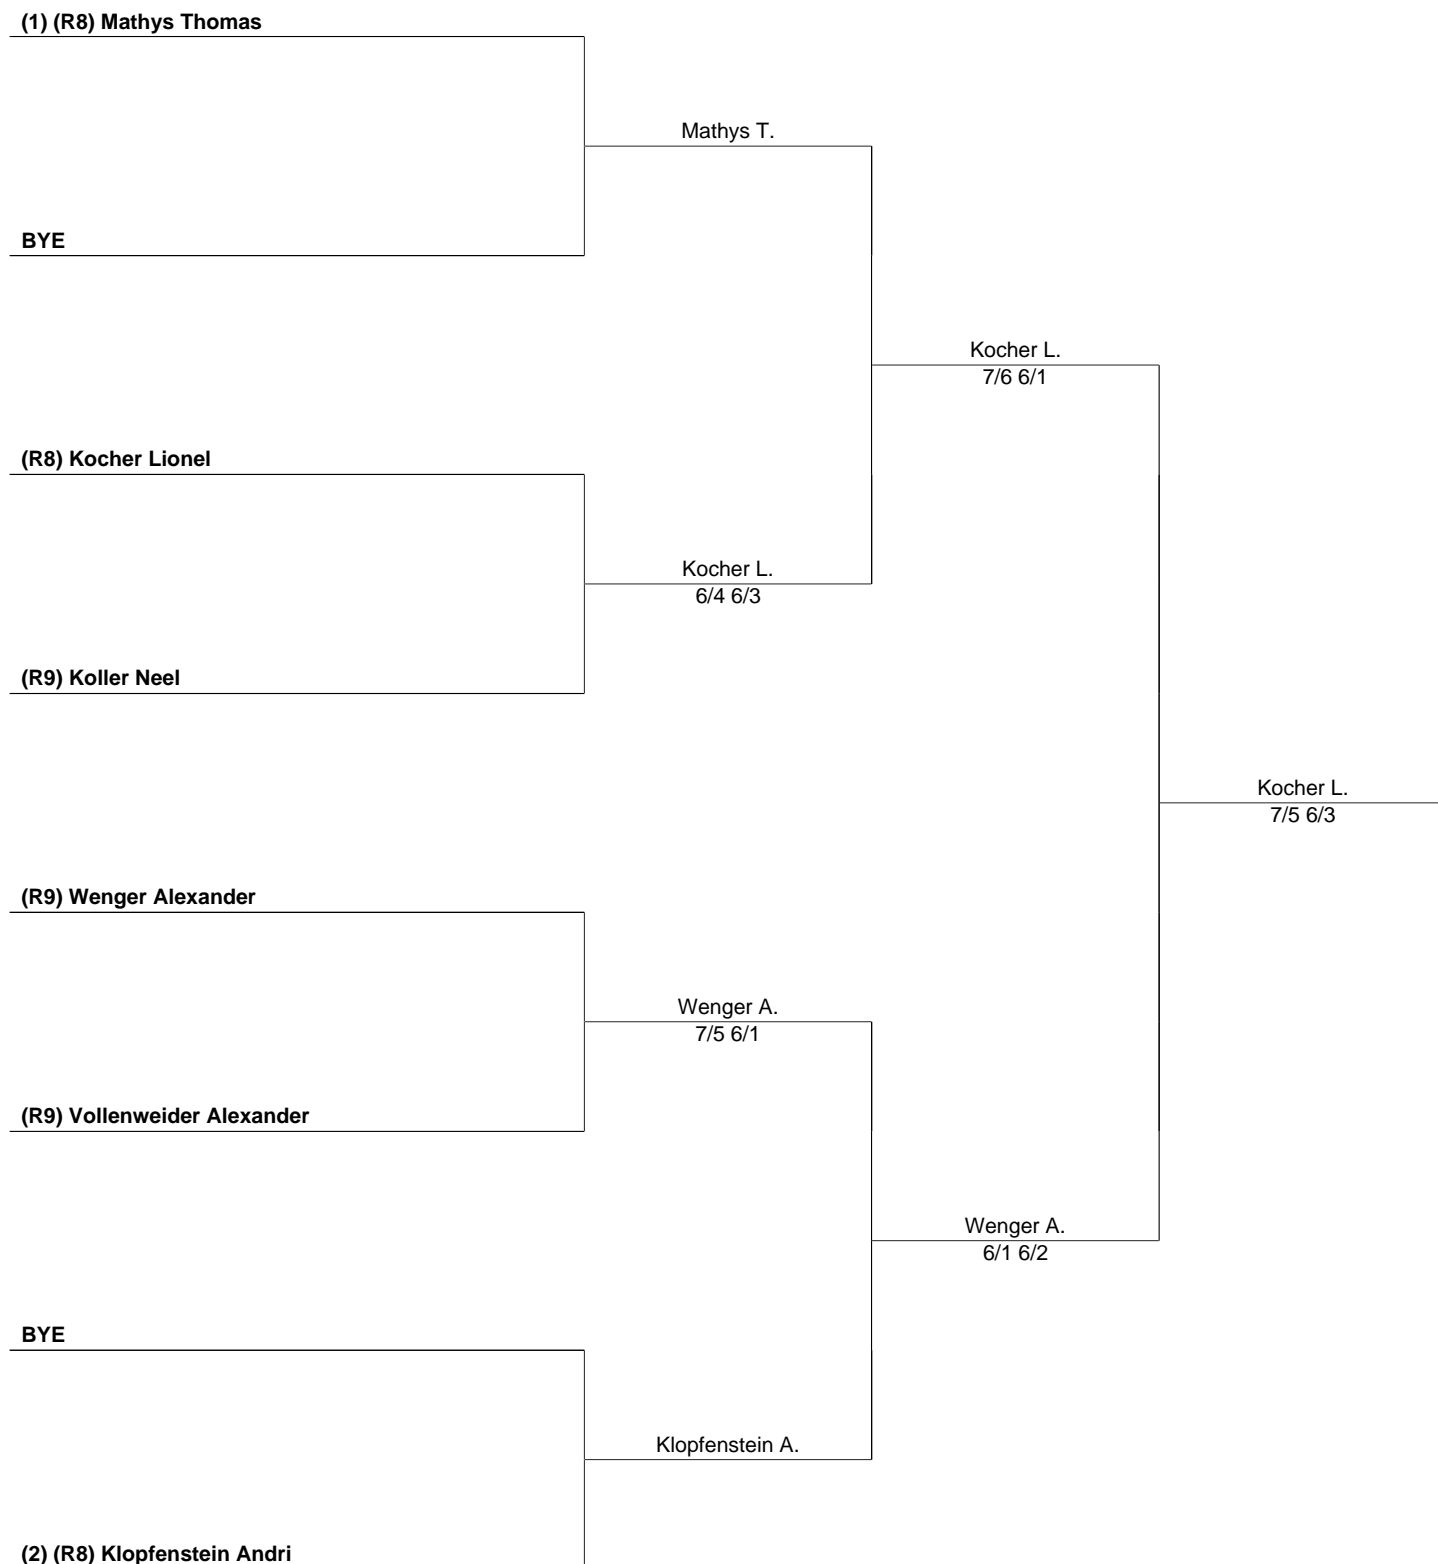 (1) (R8) Mathys Thomas
Mathys T.
BYE
Kocher L.
7/6 6/1
(R8) Kocher Lionel
Kocher L.
6/4 6/3
(R9) Koller Neel
Kocher L.
7/5 6/3
(R9) Wenger Alexander
Wenger A.
7/5 6/1
(R9) Vollenweider Alexander
Wenger A.
6/1 6/2
BYE
Klopfenstein A.
(2) (R8) Klopfenstein Andri